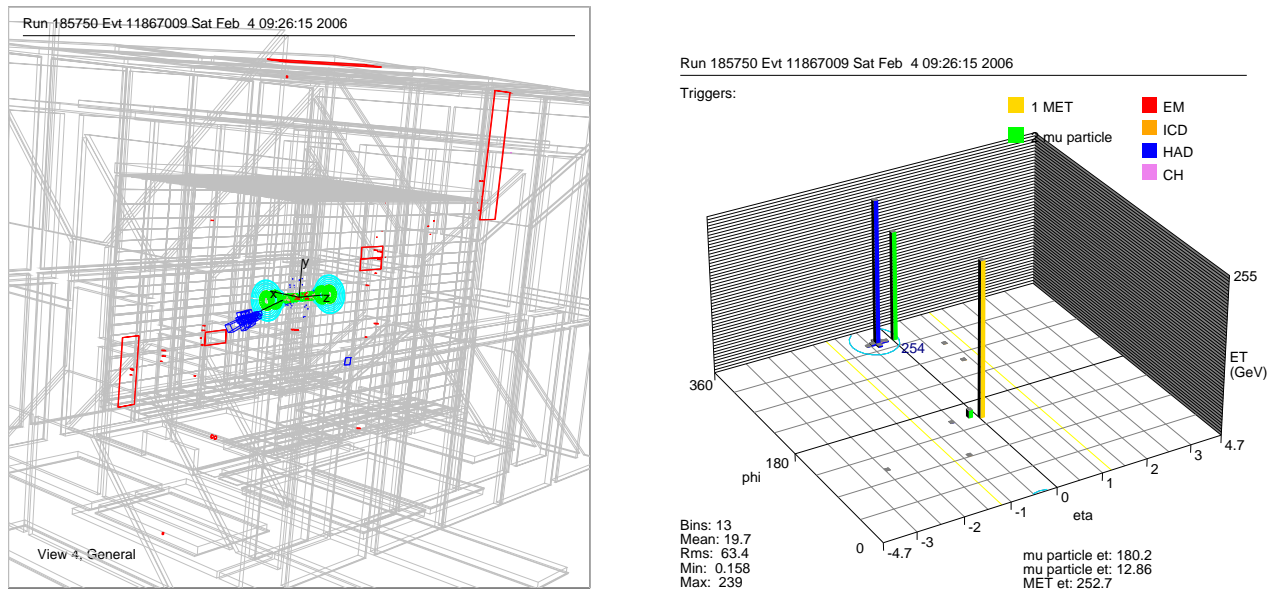 Run 185750 Evt 11867009 Sat Feb 4 09:26:15 2006
y
x
z
View 4, General
Run 185750 Evt 11867009 Sat Feb 4 09:26:15 2006
Triggers:
1 MET
2 mu particle
EM
ICD
HAD
CH
255
ET
(GeV)
254
360
180
phi
0
-4.7
-3
-2
-1
0
1
2
3
4.7
eta
Bins: 13
Mean: 19.7
Rms: 63.4
Min: 0.158
Max: 239
mu particle et: 180.2
mu particle et: 12.86
MET et: 252.7